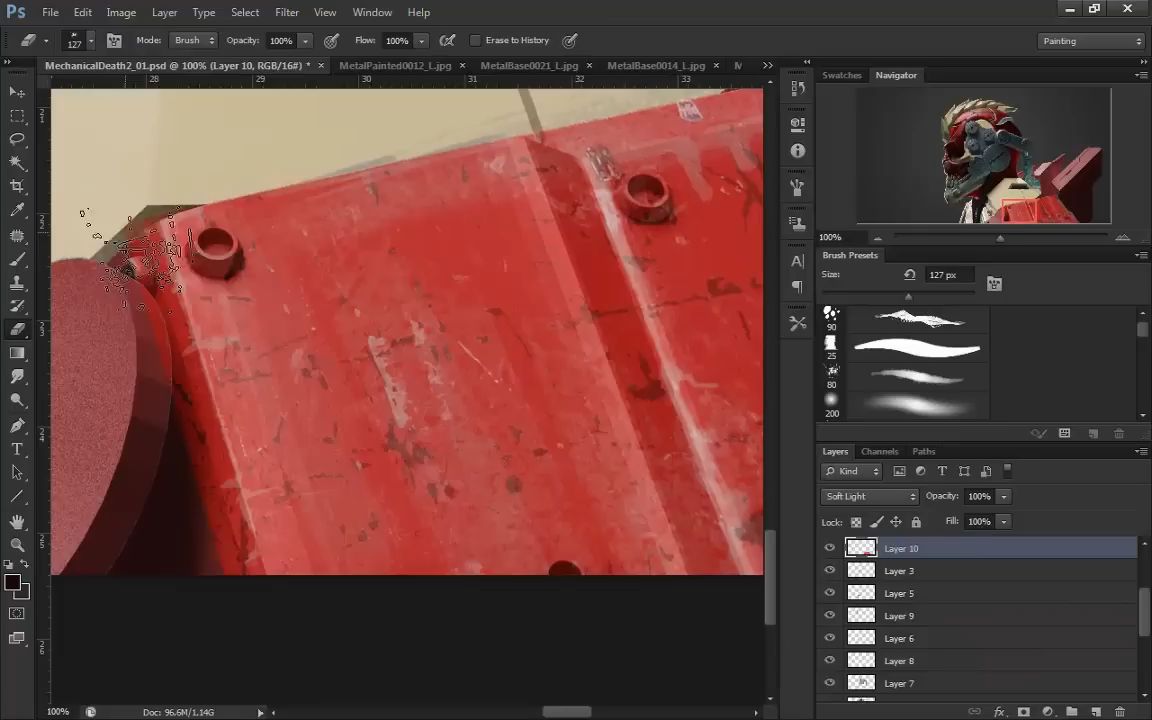 Ps File Edit Image Layer Type Select Filter View Window Help
127 Mode: Brush Opacity: 100% Flow: 100% Erase to History Painting
MechanicalDeath2_01.psd @ 100% (Layer 10, RGB/16#) * × MetalPainted0012_L.jpg × MetalBase0021_L.jpg × MetalBase0014_L.jpg × M
28 29 30 31 32 33
Swatches Navigator
100%
Brush Presets
Size: 127 px
90
25
80
200
Layers Channels Paths
Kind
Soft Light Opacity: 100%
Lock: Fill: 100%
Layer 10
Layer 3
Layer 5
Layer 9
Layer 6
Layer 8
Layer 7
100% Doc: 96.6M/1.14G